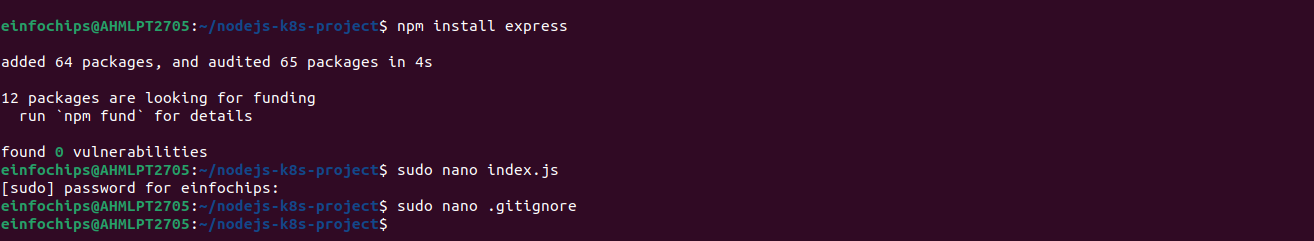 einfochips@AHMLPT2705:~/nodejs-k8s-project$ npm install express
added 64 packages, and audited 65 packages in 4s
12 packages are looking for funding
  run `npm fund` for details
found 0 vulnerabilities
einfochips@AHMLPT2705:~/nodejs-k8s-project$ sudo nano index.js
[sudo] password for einfochips:
einfochips@AHMLPT2705:~/nodejs-k8s-project$ sudo nano .gitignore
einfochips@AHMLPT2705:~/nodejs-k8s-project$